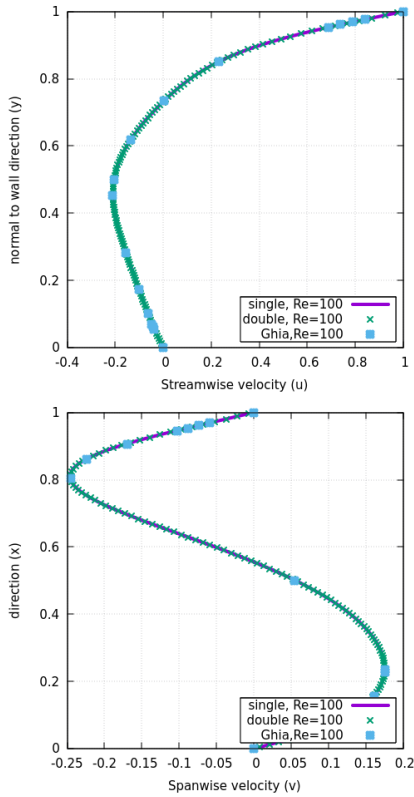 1
0.8
0.6
0.4
0.2
0
normal to wall direction (y)
single, Re=100
double, Re=100
Ghia,Re=100
-0.4 -0.2 0 0.2 0.4 0.6 0.8 1
Streamwise velocity (u)
1
0.8
0.6
0.4
0.2
0
direction (x)
single, Re=100
double Re=100
Ghia,Re=100
-0.25 -0.2 -0.15 -0.1 -0.05 0 0.05 0.1 0.15 0.2
Spanwise velocity (v)